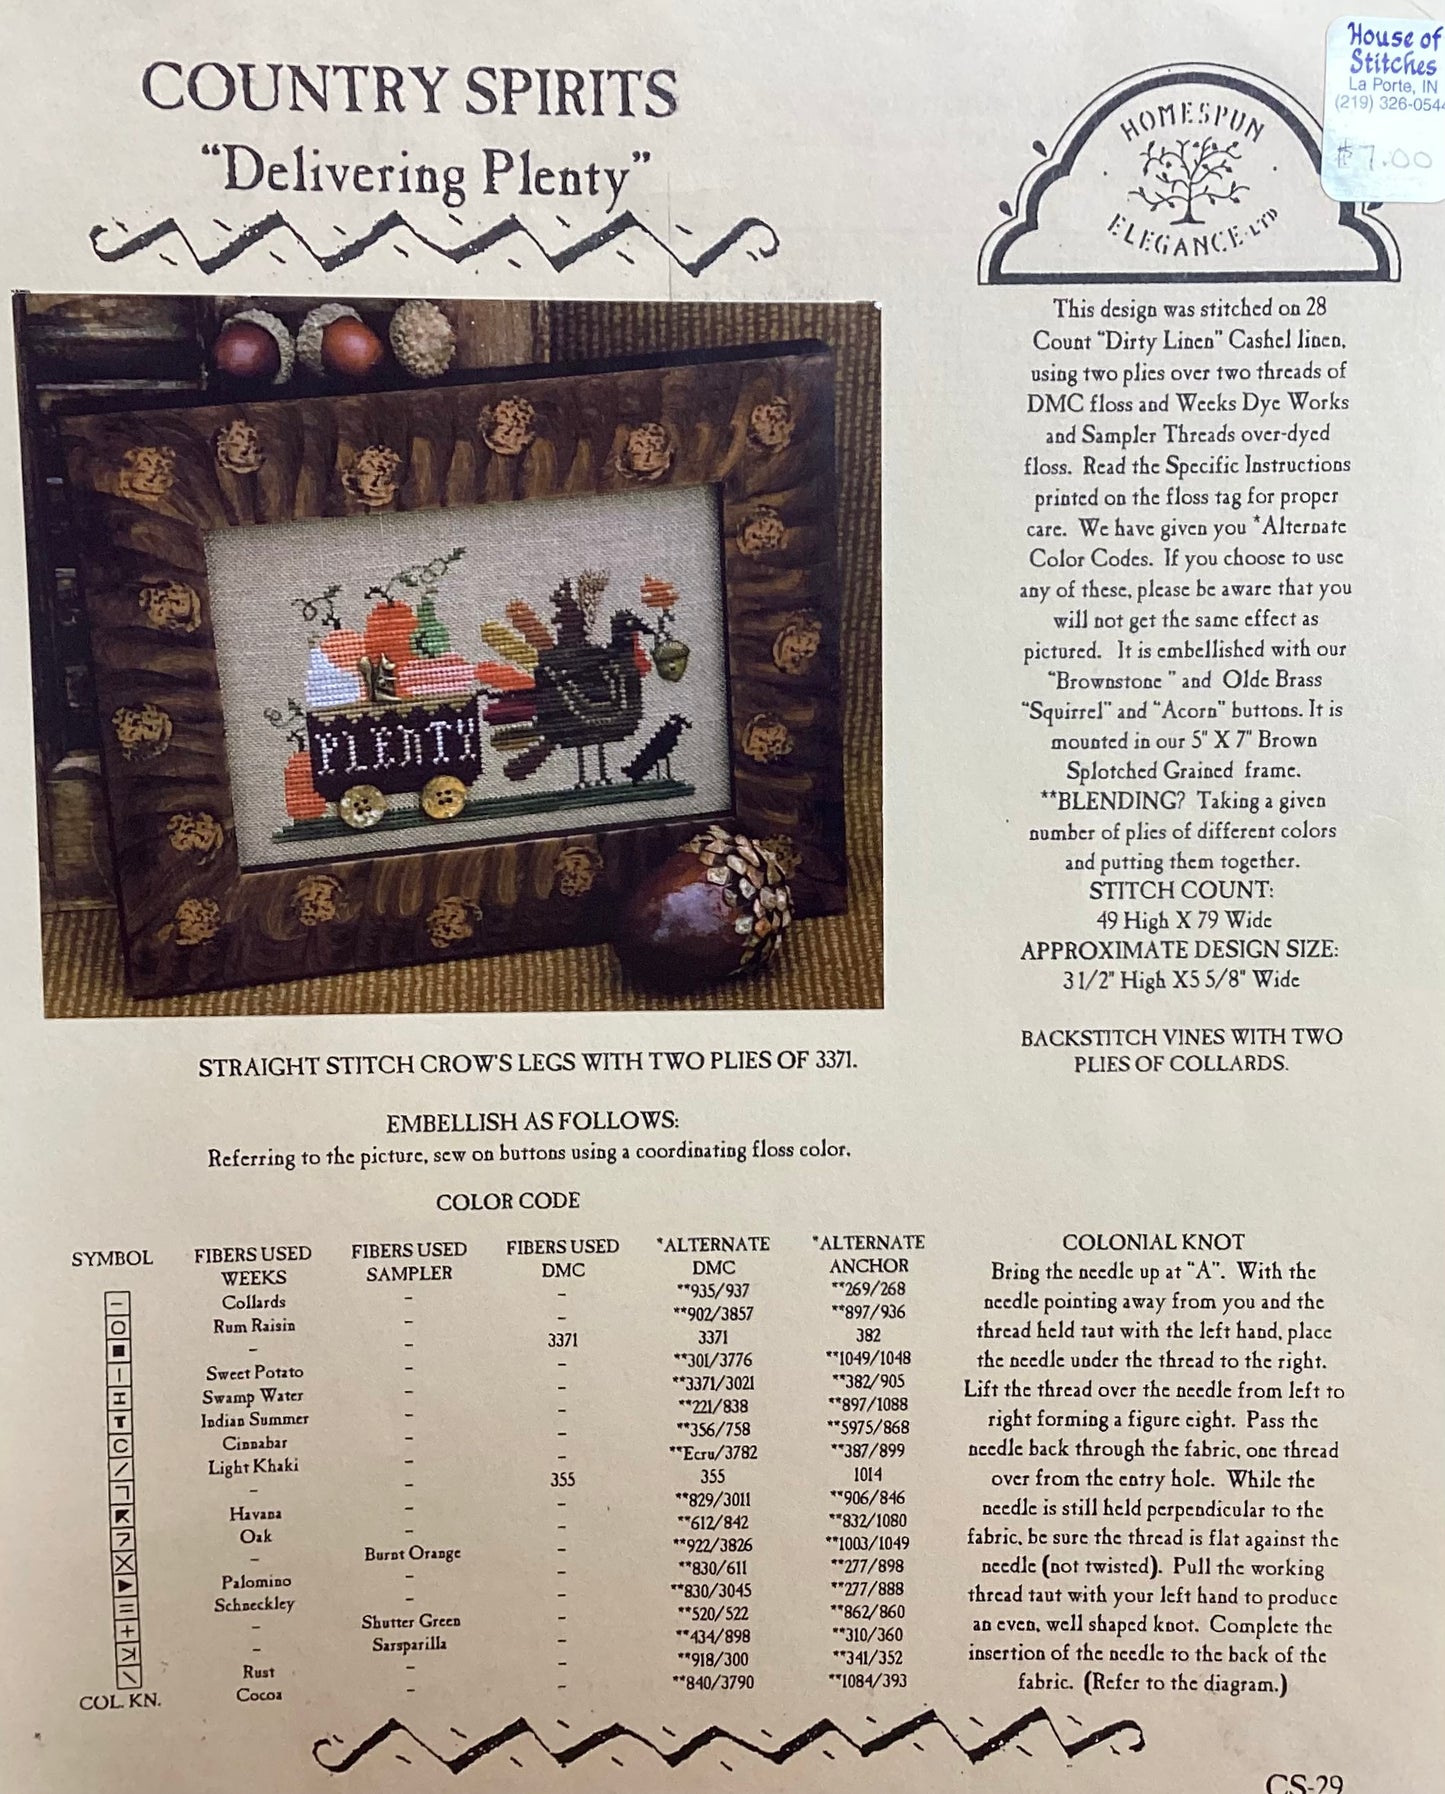 COUNTRY SPIRITS
"Delivering Plenty"
House of
Stitches
La Porte, IN
(219) 326-0544
$7.00
HOMESPUN
ELEGANCE LTD
PLENTY
This design was stitched on 28
Count "Dirty Linen" Cashel linen,
using two plies over two threads of
DMC floss and Weeks Dye Works
and Sampler Threads over-dyed
floss. Read the Specific Instructions
printed on the floss tag for proper
care. We have given you *Alternate
Color Codes. If you choose to use
any of these, please be aware that you
will not get the same effect as
pictured. It is embellished with our
"Brownstone " and Olde Brass
"Squirrel" and "Acorn" buttons. It is
mounted in our 5" X 7" Brown
Splotched Grained frame.
**BLENDING? Taking a given
number of plies of different colors
and putting them together.
STITCH COUNT:
49 High X 79 Wide
APPROXIMATE DESIGN SIZE:
3 1/2" High X5 5/8" Wide
BACKSTITCH VINES WITH TWO
PLIES OF COLLARDS.
STRAIGHT STITCH CROW'S LEGS WITH TWO PLIES OF 3371.
EMBELLISH AS FOLLOWS:
Referring to the picture, sew on buttons using a coordinating floss color.
COLOR CODE
SYMBOL FIBERS USED WEEKS FIBERS USED SAMPLER FIBERS USED DMC *ALTERNATE DMC *ALTERNATE ANCHOR
Collards - - **935/937 **269/268
Rum Raisin - - **902/3857 **897/936
- - 3371 3371 382
Sweet Potato - - **301/3776 **1049/1048
Swamp Water - - **3371/3021 **382/905
Indian Summer - - **221/838 **897/1088
Cinnabar - - **356/758 **5975/868
Light Khaki - - **Ecru/3782 **387/899
- - 355 355 1014
Havana - - **829/3011 **906/846
Oak - - **612/842 **832/1080
- Burnt Orange - **922/3826 **1003/1049
Palomino - - **830/611 **277/898
Schneckley - - **830/3045 **277/888
- Shutter Green - **520/522 **862/860
- Sarsparilla - **434/898 **310/360
Rust - - **918/300 **341/352
COL. KN. Cocoa - - **840/3790 **1084/393
COLONIAL KNOT
Bring the needle up at "A". With the
needle pointing away from you and the
thread held taut with the left hand, place
the needle under the thread to the right.
Lift the thread over the needle from left to
right forming a figure eight. Pass the
needle back through the fabric, one thread
over from the entry hole. While the
needle is still held perpendicular to the
fabric, be sure the thread is flat against the
needle (not twisted). Pull the working
thread taut with your left hand to produce
an even, well shaped knot. Complete the
insertion of the needle to the back of the
fabric. (Refer to the diagram.)
CS-29